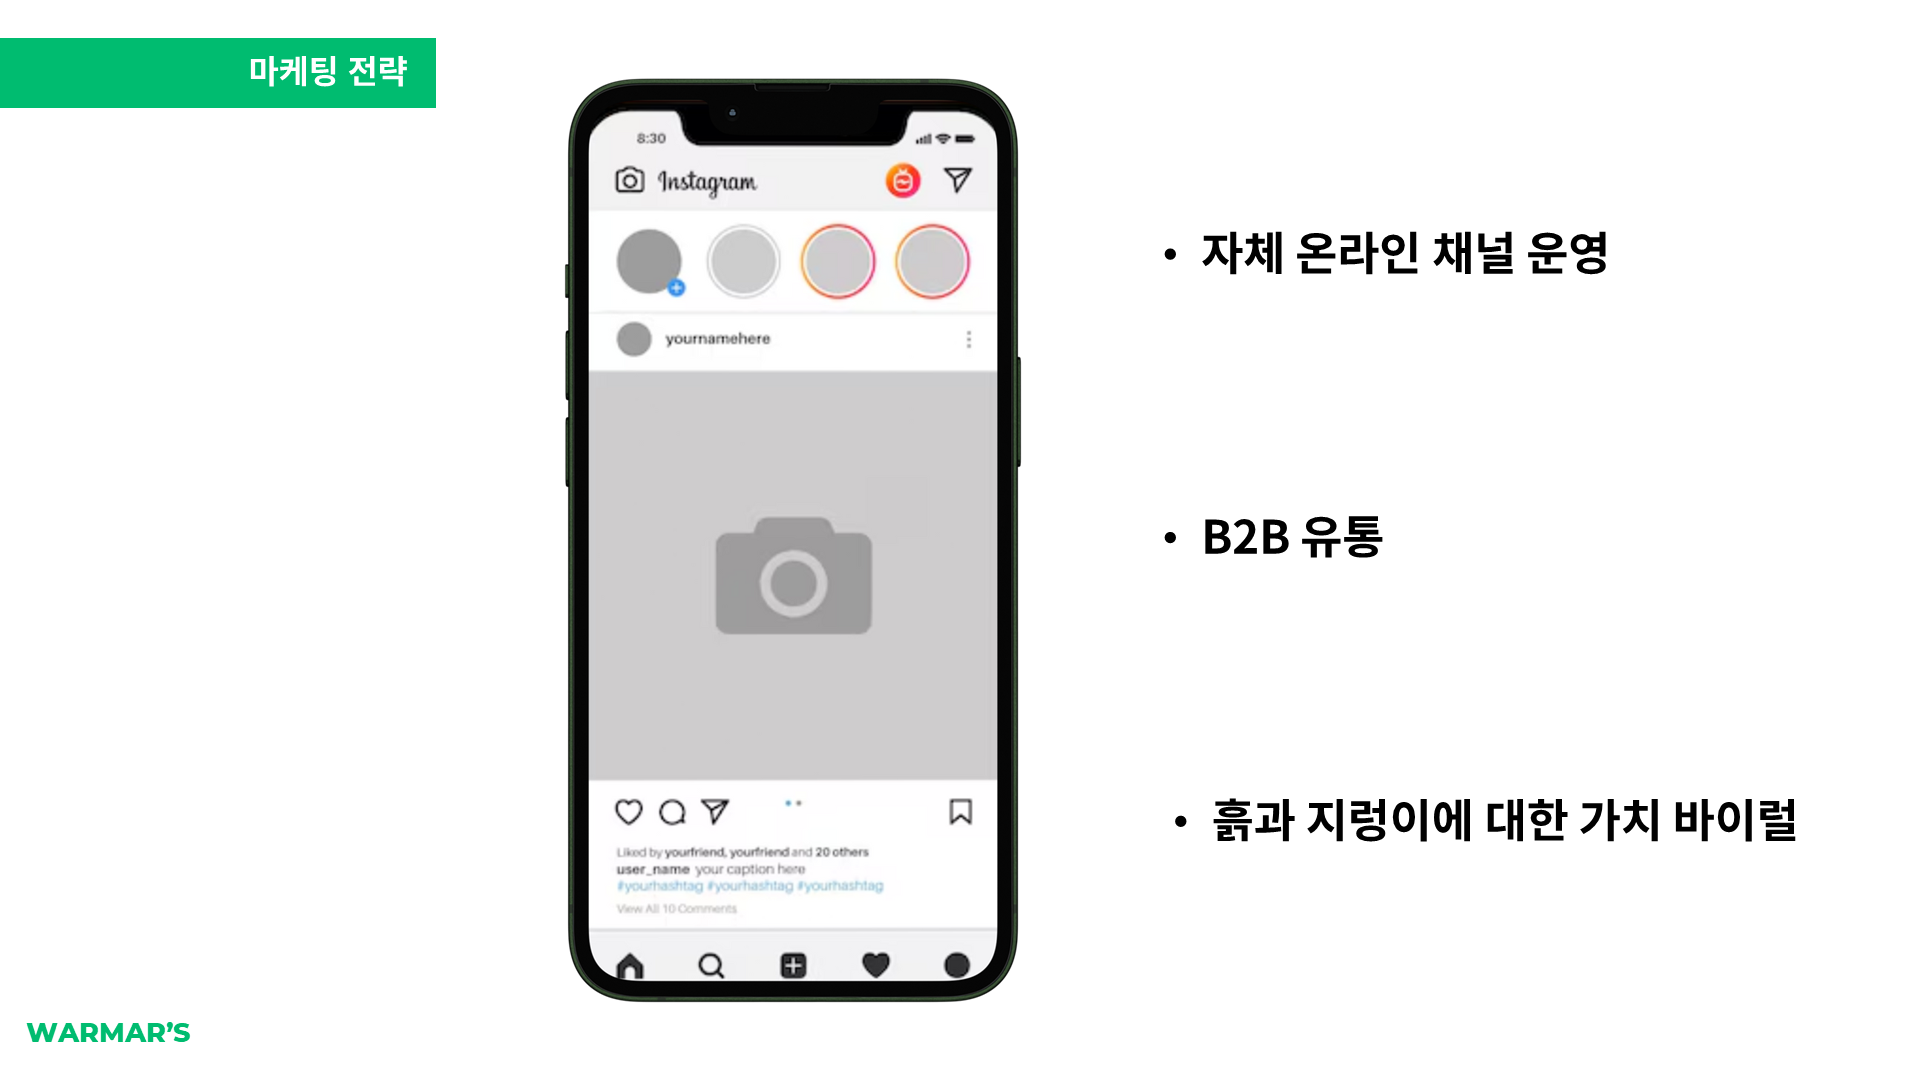 마케팅 전략
8:30
Instagram
yournamehere
Liked by yourfriend, yourfriend and 20 others
user_name your caption here
#yourhashtag #yourhashtag #yourhashtag
View All 10 Comments
• 자체 온라인 채널 운영
• B2B 유통
• 흙과 지렁이에 대한 가치 바이럴
WARMAR’S